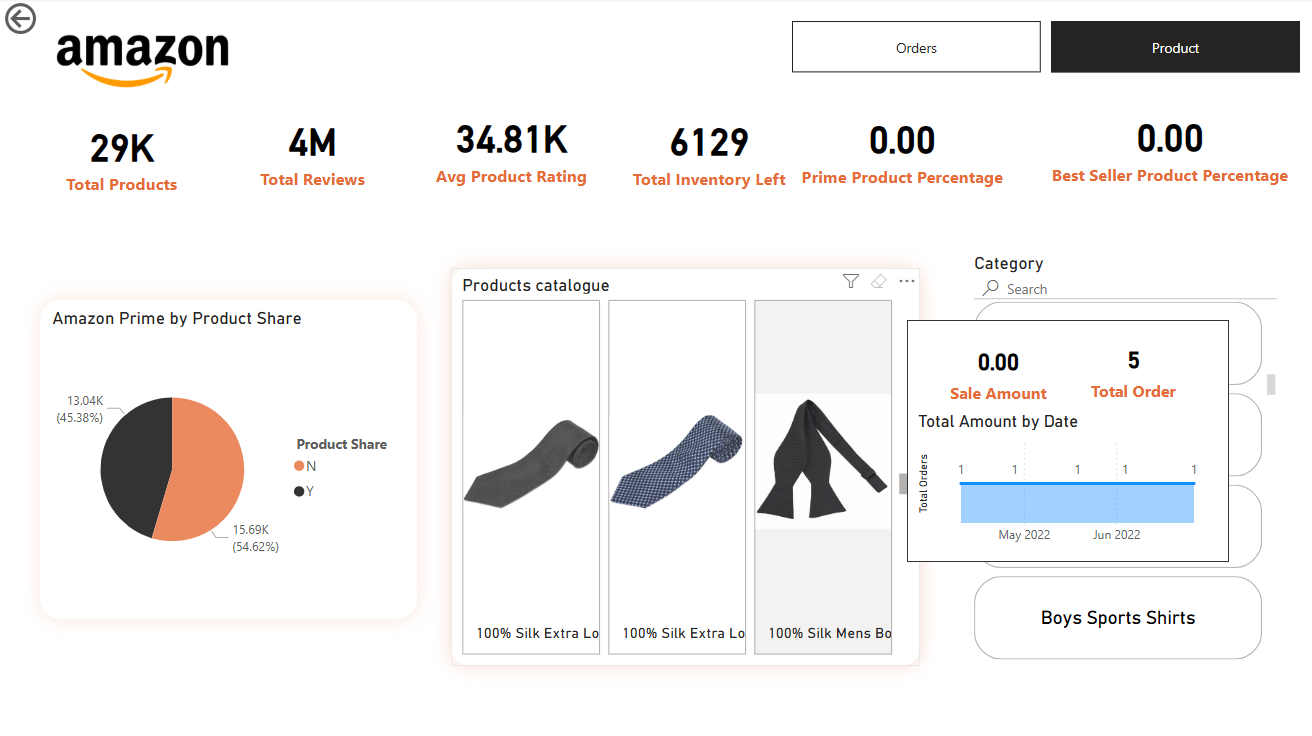 amazon
Orders
Product
29K
Total Products
4M
Total Reviews
34.81K
Avg Product Rating
6129
Total Inventory Left
0.00
Prime Product Percentage
0.00
Best Seller Product Percentage
Amazon Prime by Product Share
13.04K
(45.38%)
15.69K
(54.62%)
Product Share
N
Y
Products catalogue
100% Silk Extra Lo
100% Silk Extra Lo
100% Silk Mens Bo
Category
Search
0.00
Sale Amount
5
Total Order
Total Amount by Date
Total Orders
1 1 1 1 1
May 2022 Jun 2022
Boys Sports Shirts